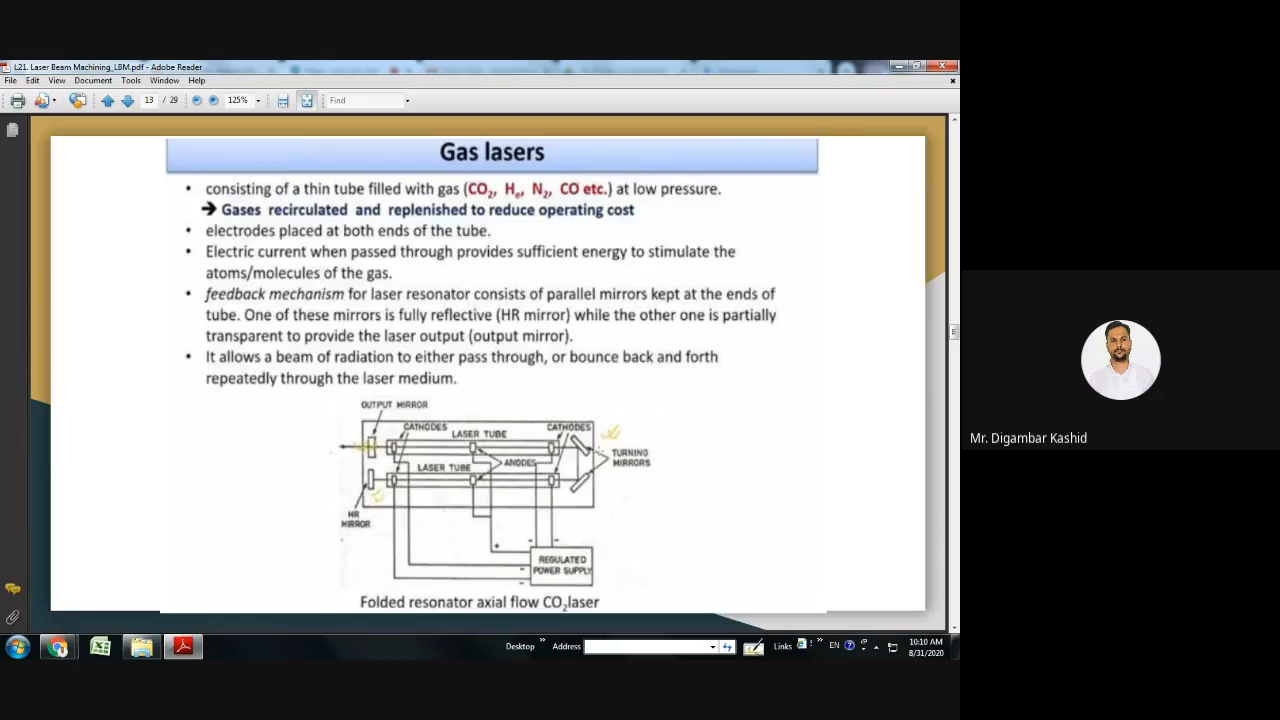 L21. Laser Beam Machining_LBM.pdf - Adobe Reader
File Edit View Document Tools Window Help
13 / 29 125% Find
Gas lasers
• consisting of a thin tube filled with gas (CO2, He, N2, CO etc.) at low pressure.
➔ Gases recirculated and replenished to reduce operating cost
• electrodes placed at both ends of the tube.
• Electric current when passed through provides sufficient energy to stimulate the
atoms/molecules of the gas.
• feedback mechanism for laser resonator consists of parallel mirrors kept at the ends of
tube. One of these mirrors is fully reflective (HR mirror) while the other one is partially
transparent to provide the laser output (output mirror).
• It allows a beam of radiation to either pass through, or bounce back and forth
repeatedly through the laser medium.
OUTPUT MIRROR
CATHODES
LASER TUBE
CATHODES
LASER TUBE
ANODES
TURNING
MIRRORS
HR
MIRROR
+
-
-
REGULATED
POWER SUPPLY
-
-
Folded resonator axial flow CO2laser
Mr. Digambar Kashid
Desktop » Address Links » EN 10:10 AM
8/31/2020